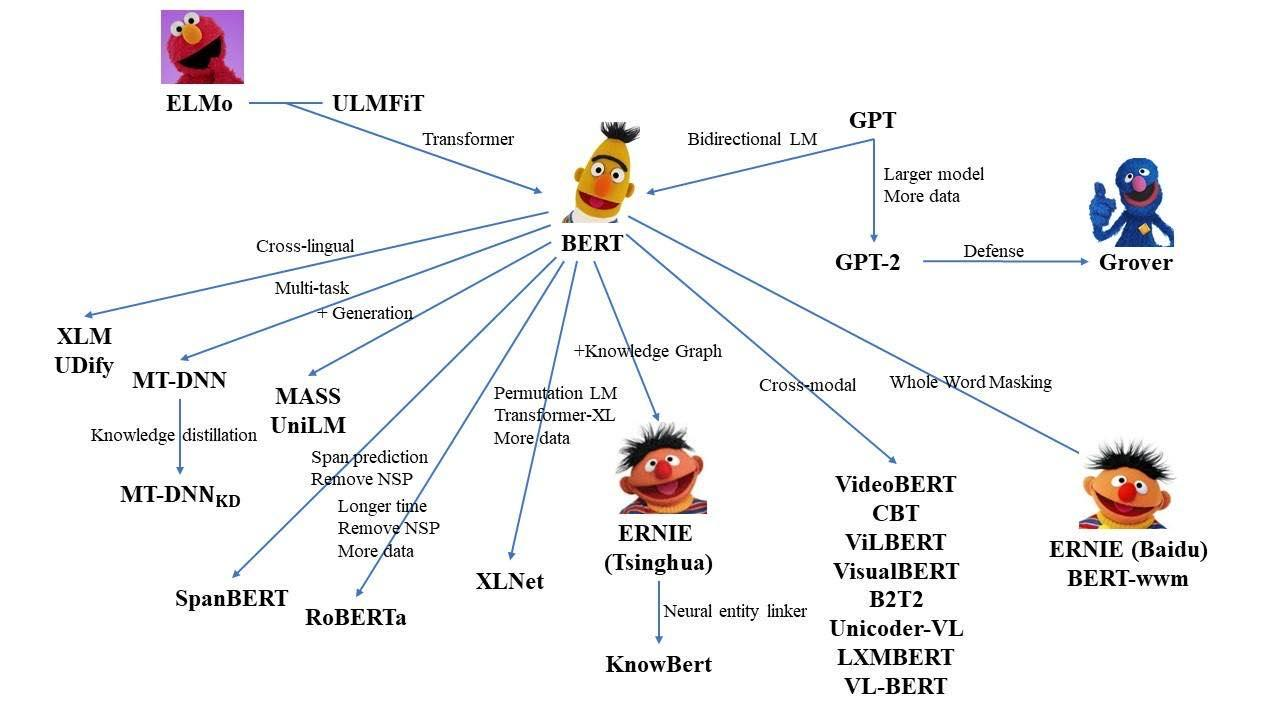 ELMo
ULMFiT
Transformer
Bidirectional LM
GPT
Larger model
More data
BERT
GPT-2
Defense
Grover
Cross-lingual
Multi-task
+ Generation
XLM
UDify
MT-DNN
MASS
UniLM
Knowledge distillation
MT-DNNKD
+Knowledge Graph
Permutation LM
Transformer-XL
More data
Cross-modal
Whole Word Masking
Span prediction
Remove NSP
Longer time
Remove NSP
More data
SpanBERT
RoBERTa
XLNet
ERNIE
(Tsinghua)
Neural entity linker
KnowBert
VideoBERT
CBT
ViLBERT
VisualBERT
B2T2
Unicoder-VL
LXMBERT
VL-BERT
ERNIE (Baidu)
BERT-wwm